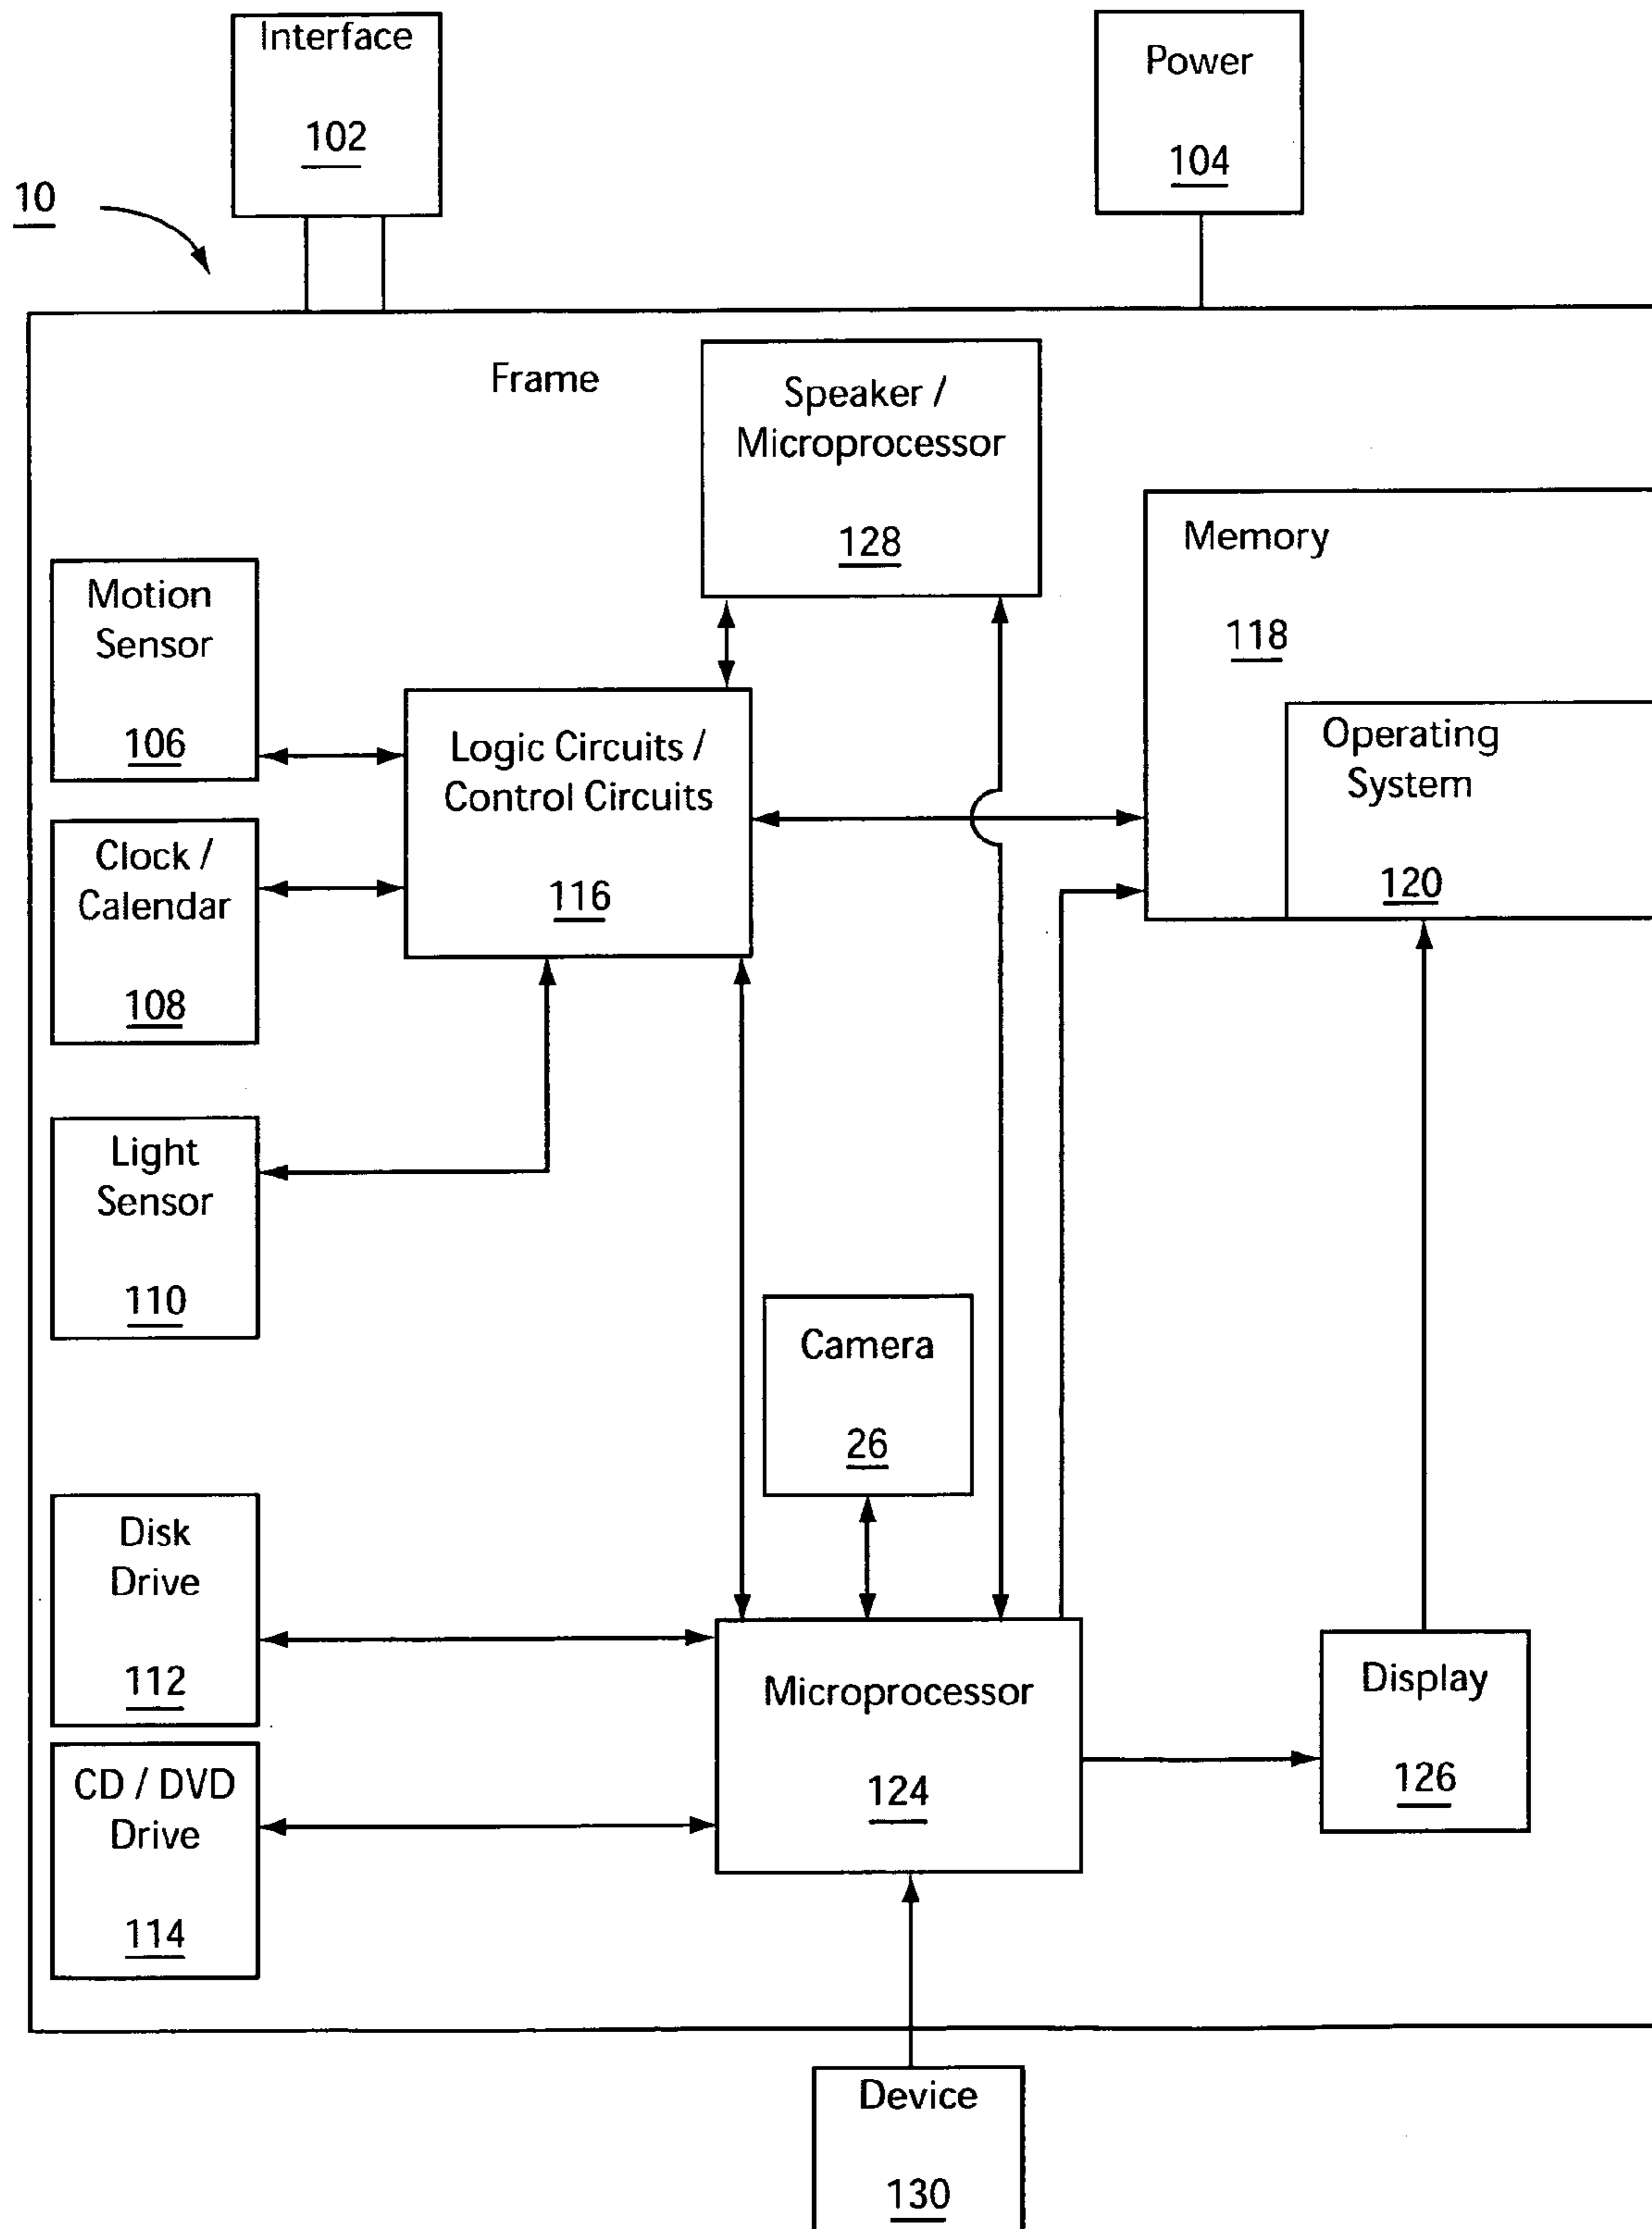 Interface
102
Power
104
10
Frame
Speaker /
Microprocessor
128
Memory
118
Operating
System
120
Motion
Sensor
106
Logic Circuits /
Control Circuits
116
Clock /
Calendar
108
Light
Sensor
110
Camera
26
Disk
Drive
112
Microprocessor
124
Display
126
CD / DVD
Drive
114
Device
130